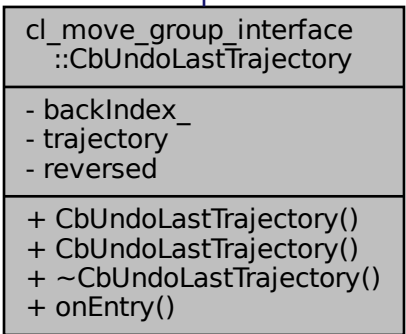 cl_move_group_interface
::CbUndoLastTrajectory
- backIndex_
- trajectory
- reversed
+ CbUndoLastTrajectory()
+ CbUndoLastTrajectory()
+ ~CbUndoLastTrajectory()
+ onEntry()